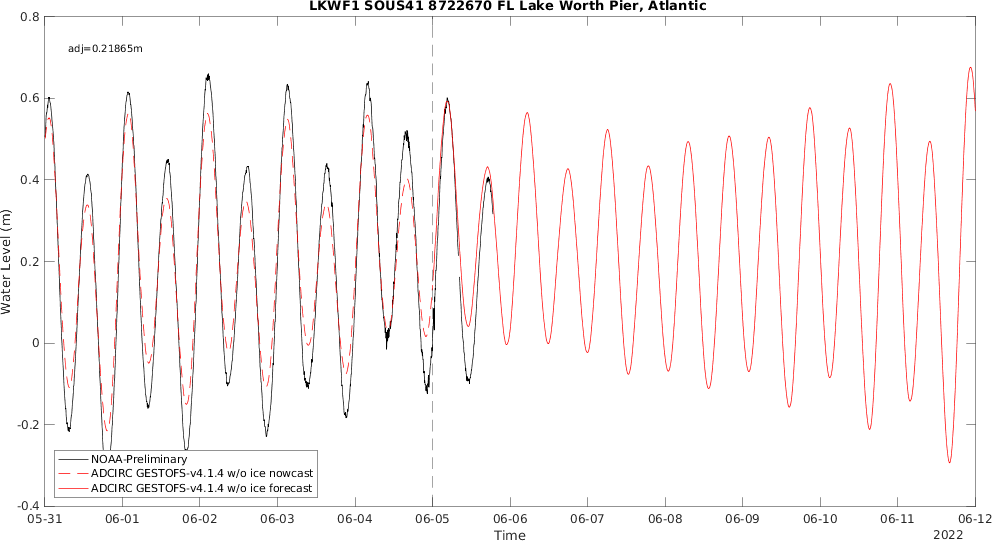 LKWF1 SOUS41 8722670 FL Lake Worth Pier, Atlantic
0.8
adj=0.21865m
0.6
0.4
0.2
0
-0.2
-0.4
Water Level (m)
NOAA-Preliminary
ADCIRC GESTOFS-v4.1.4 w/o ice nowcast
ADCIRC GESTOFS-v4.1.4 w/o ice forecast
05-31 06-01 06-02 06-03 06-04 06-05 06-06 06-07 06-08 06-09 06-10 06-11 06-12
Time
2022